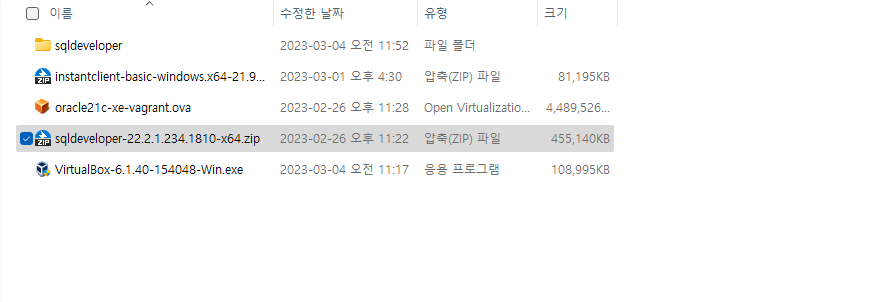 이름 수정한 날짜 유형 크기
sqldeveloper 2023-03-04 오전 11:52 파일 폴더
instantclient-basic-windows.x64-21.9... 2023-03-01 오후 4:30 압축(ZIP) 파일 81,195KB
oracle21c-xe-vagrant.ova 2023-02-26 오후 11:28 Open Virtualizatio... 4,489,526...
sqldeveloper-22.2.1.234.1810-x64.zip 2023-02-26 오후 11:22 압축(ZIP) 파일 455,140KB
VirtualBox-6.1.40-154048-Win.exe 2023-03-04 오전 11:17 응용 프로그램 108,995KB